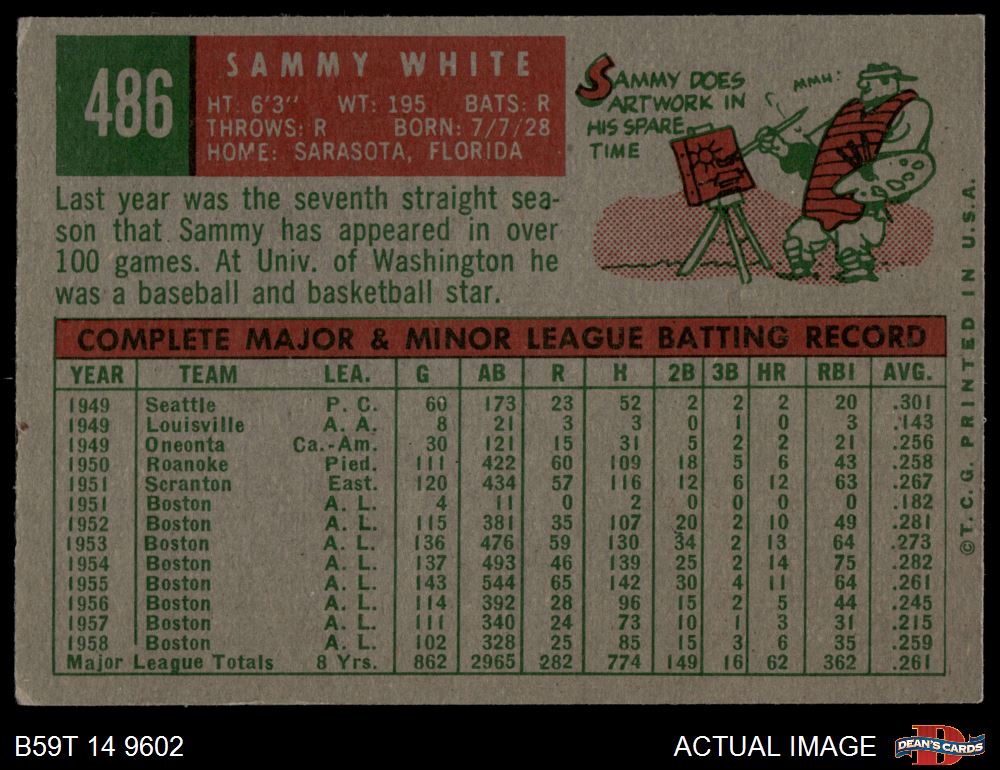 486
SAMMY WHITE
HT: 6'3" WT: 195 BATS: R
THROWS: R BORN: 7/7/28
HOME: SARASOTA, FLORIDA
SAMMY DOES
ARTWORK IN
HIS SPARE
TIME
MMH!
Last year was the seventh straight sea-
son that Sammy has appeared in over
100 games. At Univ. of Washington he
was a baseball and basketball star.
COMPLETE MAJOR & MINOR LEAGUE BATTING RECORD
YEAR TEAM LEA. G AB R H 2B 3B HR RBI AVG.
1949 Seattle P. C. 60 173 23 52 2 2 2 20 .301
1949 Louisville A. A. 8 21 3 3 0 1 0 3 .143
1949 Oneonta Ca.-Am. 30 121 15 31 5 2 2 21 .256
1950 Roanoke Pied. 111 422 60 109 18 5 6 43 .258
1951 Scranton East. 120 434 57 116 12 6 12 63 .267
1951 Boston A. L. 4 11 0 2 0 0 0 0 .182
1952 Boston A. L. 115 381 35 107 20 2 10 49 .281
1953 Boston A. L. 136 476 59 130 34 2 13 64 .273
1954 Boston A. L. 137 493 46 139 25 2 14 75 .282
1955 Boston A. L. 143 544 65 142 30 4 11 64 .261
1956 Boston A. L. 114 392 28 96 15 2 5 44 .245
1957 Boston A. L. 111 340 24 73 10 1 3 31 .215
1958 Boston A. L. 102 328 25 85 15 3 6 35 .259
Major League Totals 8 Yrs. 862 2965 282 774 149 16 62 362 .261
©T.C.G. PRINTED IN U.S.A.
B59T 14 9602
ACTUAL IMAGE
D
DEAN'S CARDS